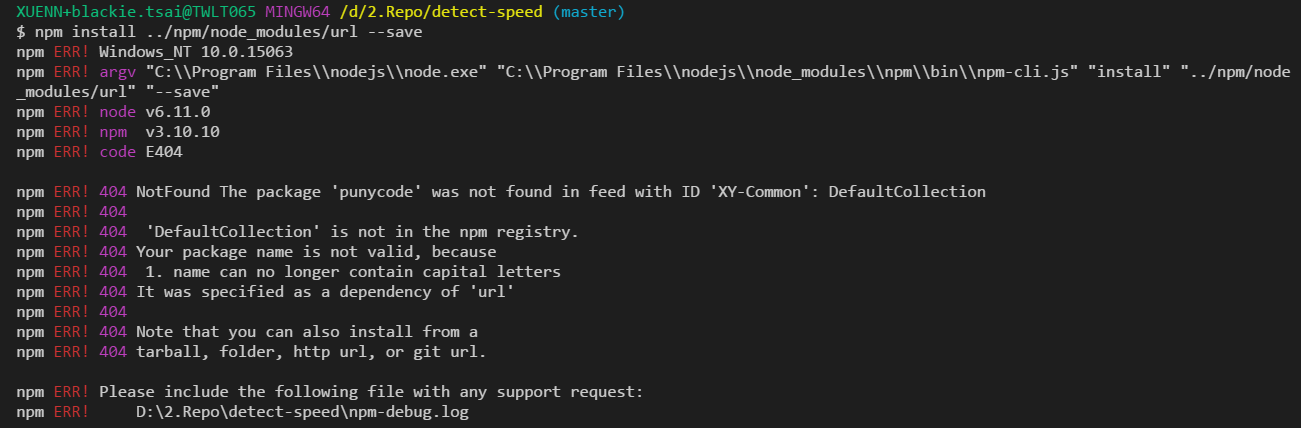 XUENN+blackie.tsai@TWLT065 MINGW64 /d/2.Repo/detect-speed (master)
$ npm install ../npm/node_modules/url --save
npm ERR! Windows_NT 10.0.15063
npm ERR! argv "C:\\Program Files\\nodejs\\node.exe" "C:\\Program Files\\nodejs\\node_modules\\npm\\bin\\npm-cli.js" "install" "../npm/node
_modules/url" "--save"
npm ERR! node v6.11.0
npm ERR! npm  v3.10.10
npm ERR! code E404

npm ERR! 404 NotFound The package 'punycode' was not found in feed with ID 'XY-Common': DefaultCollection
npm ERR! 404
npm ERR! 404  'DefaultCollection' is not in the npm registry.
npm ERR! 404 Your package name is not valid, because
npm ERR! 404  1. name can no longer contain capital letters
npm ERR! 404 It was specified as a dependency of 'url'
npm ERR! 404
npm ERR! 404 Note that you can also install from a
npm ERR! 404 tarball, folder, http url, or git url.

npm ERR! Please include the following file with any support request:
npm ERR!     D:\2.Repo\detect-speed\npm-debug.log